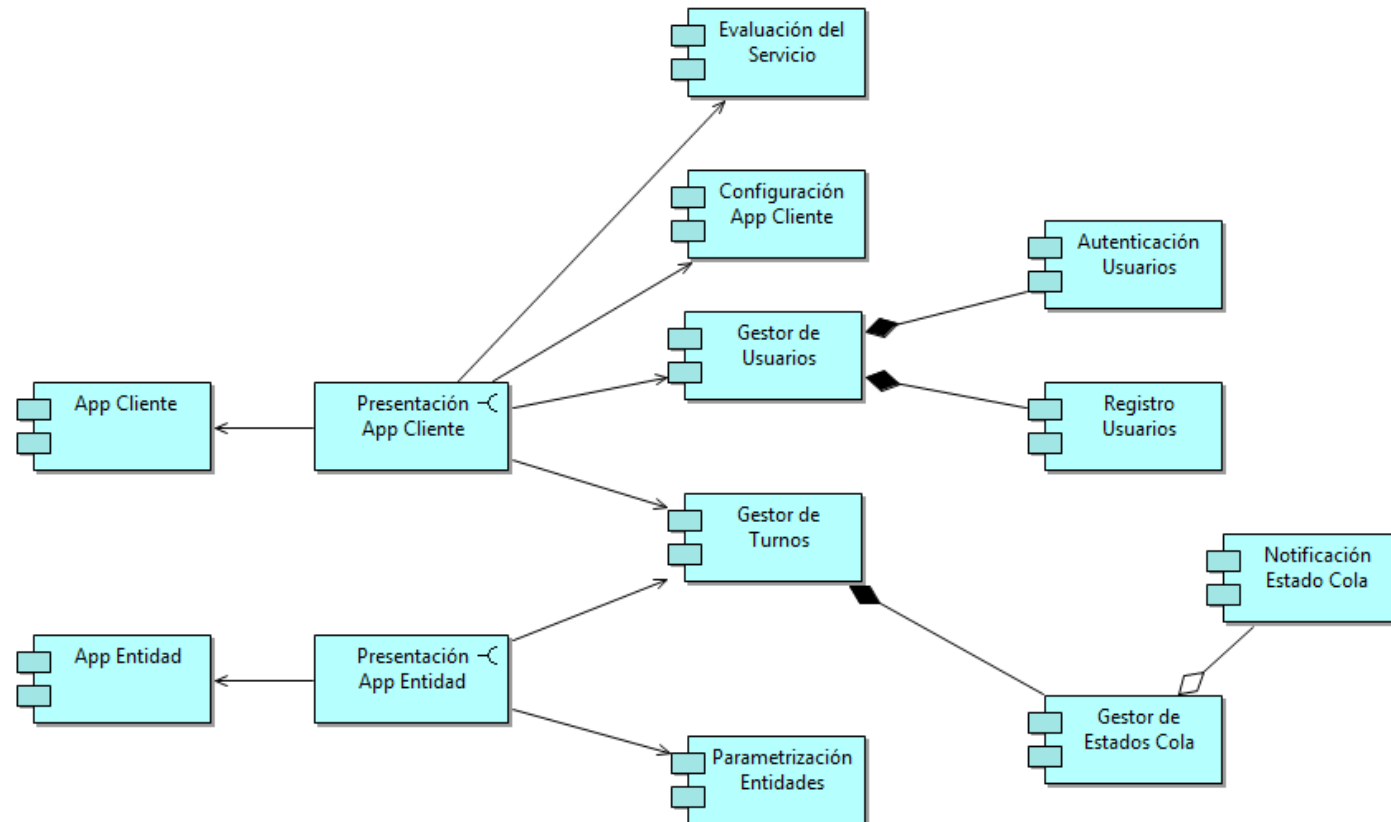 Evaluación del
Servicio
Configuración
App Cliente
Autenticación
Usuarios
Gestor de
Usuarios
App Cliente
Presentación
App Cliente
Registro
Usuarios
Gestor de
Turnos
Notificación
Estado Cola
App Entidad
Presentación
App Entidad
Gestor de
Estados Cola
Parametrización
Entidades